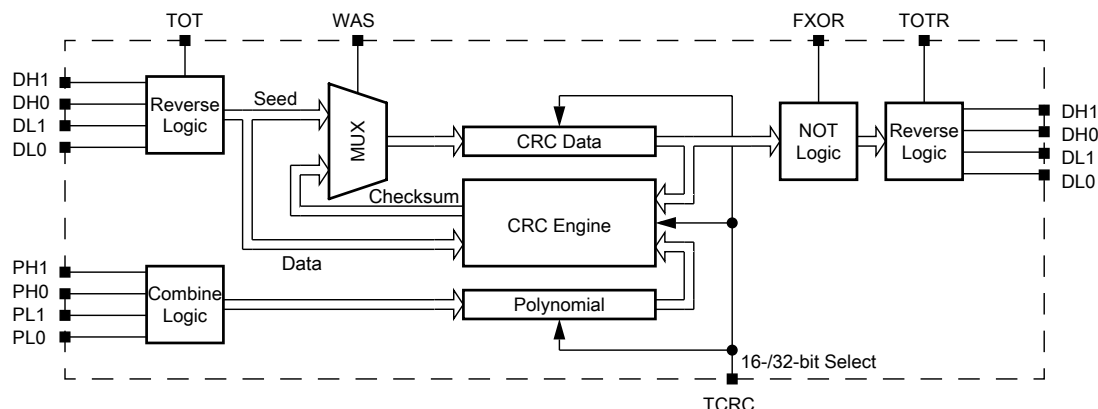 TOT
WAS
FXOR
TOTR
DH1
DH0
DL1
DL0
Reverse
Logic
Seed
MUX
CRC Data
NOT
Logic
Reverse
Logic
DH1
DH0
DL1
DL0
Checksum
CRC Engine
Data
PH1
PH0
PL1
PL0
Combine
Logic
Polynomial
16-/32-bit Select
TCRC